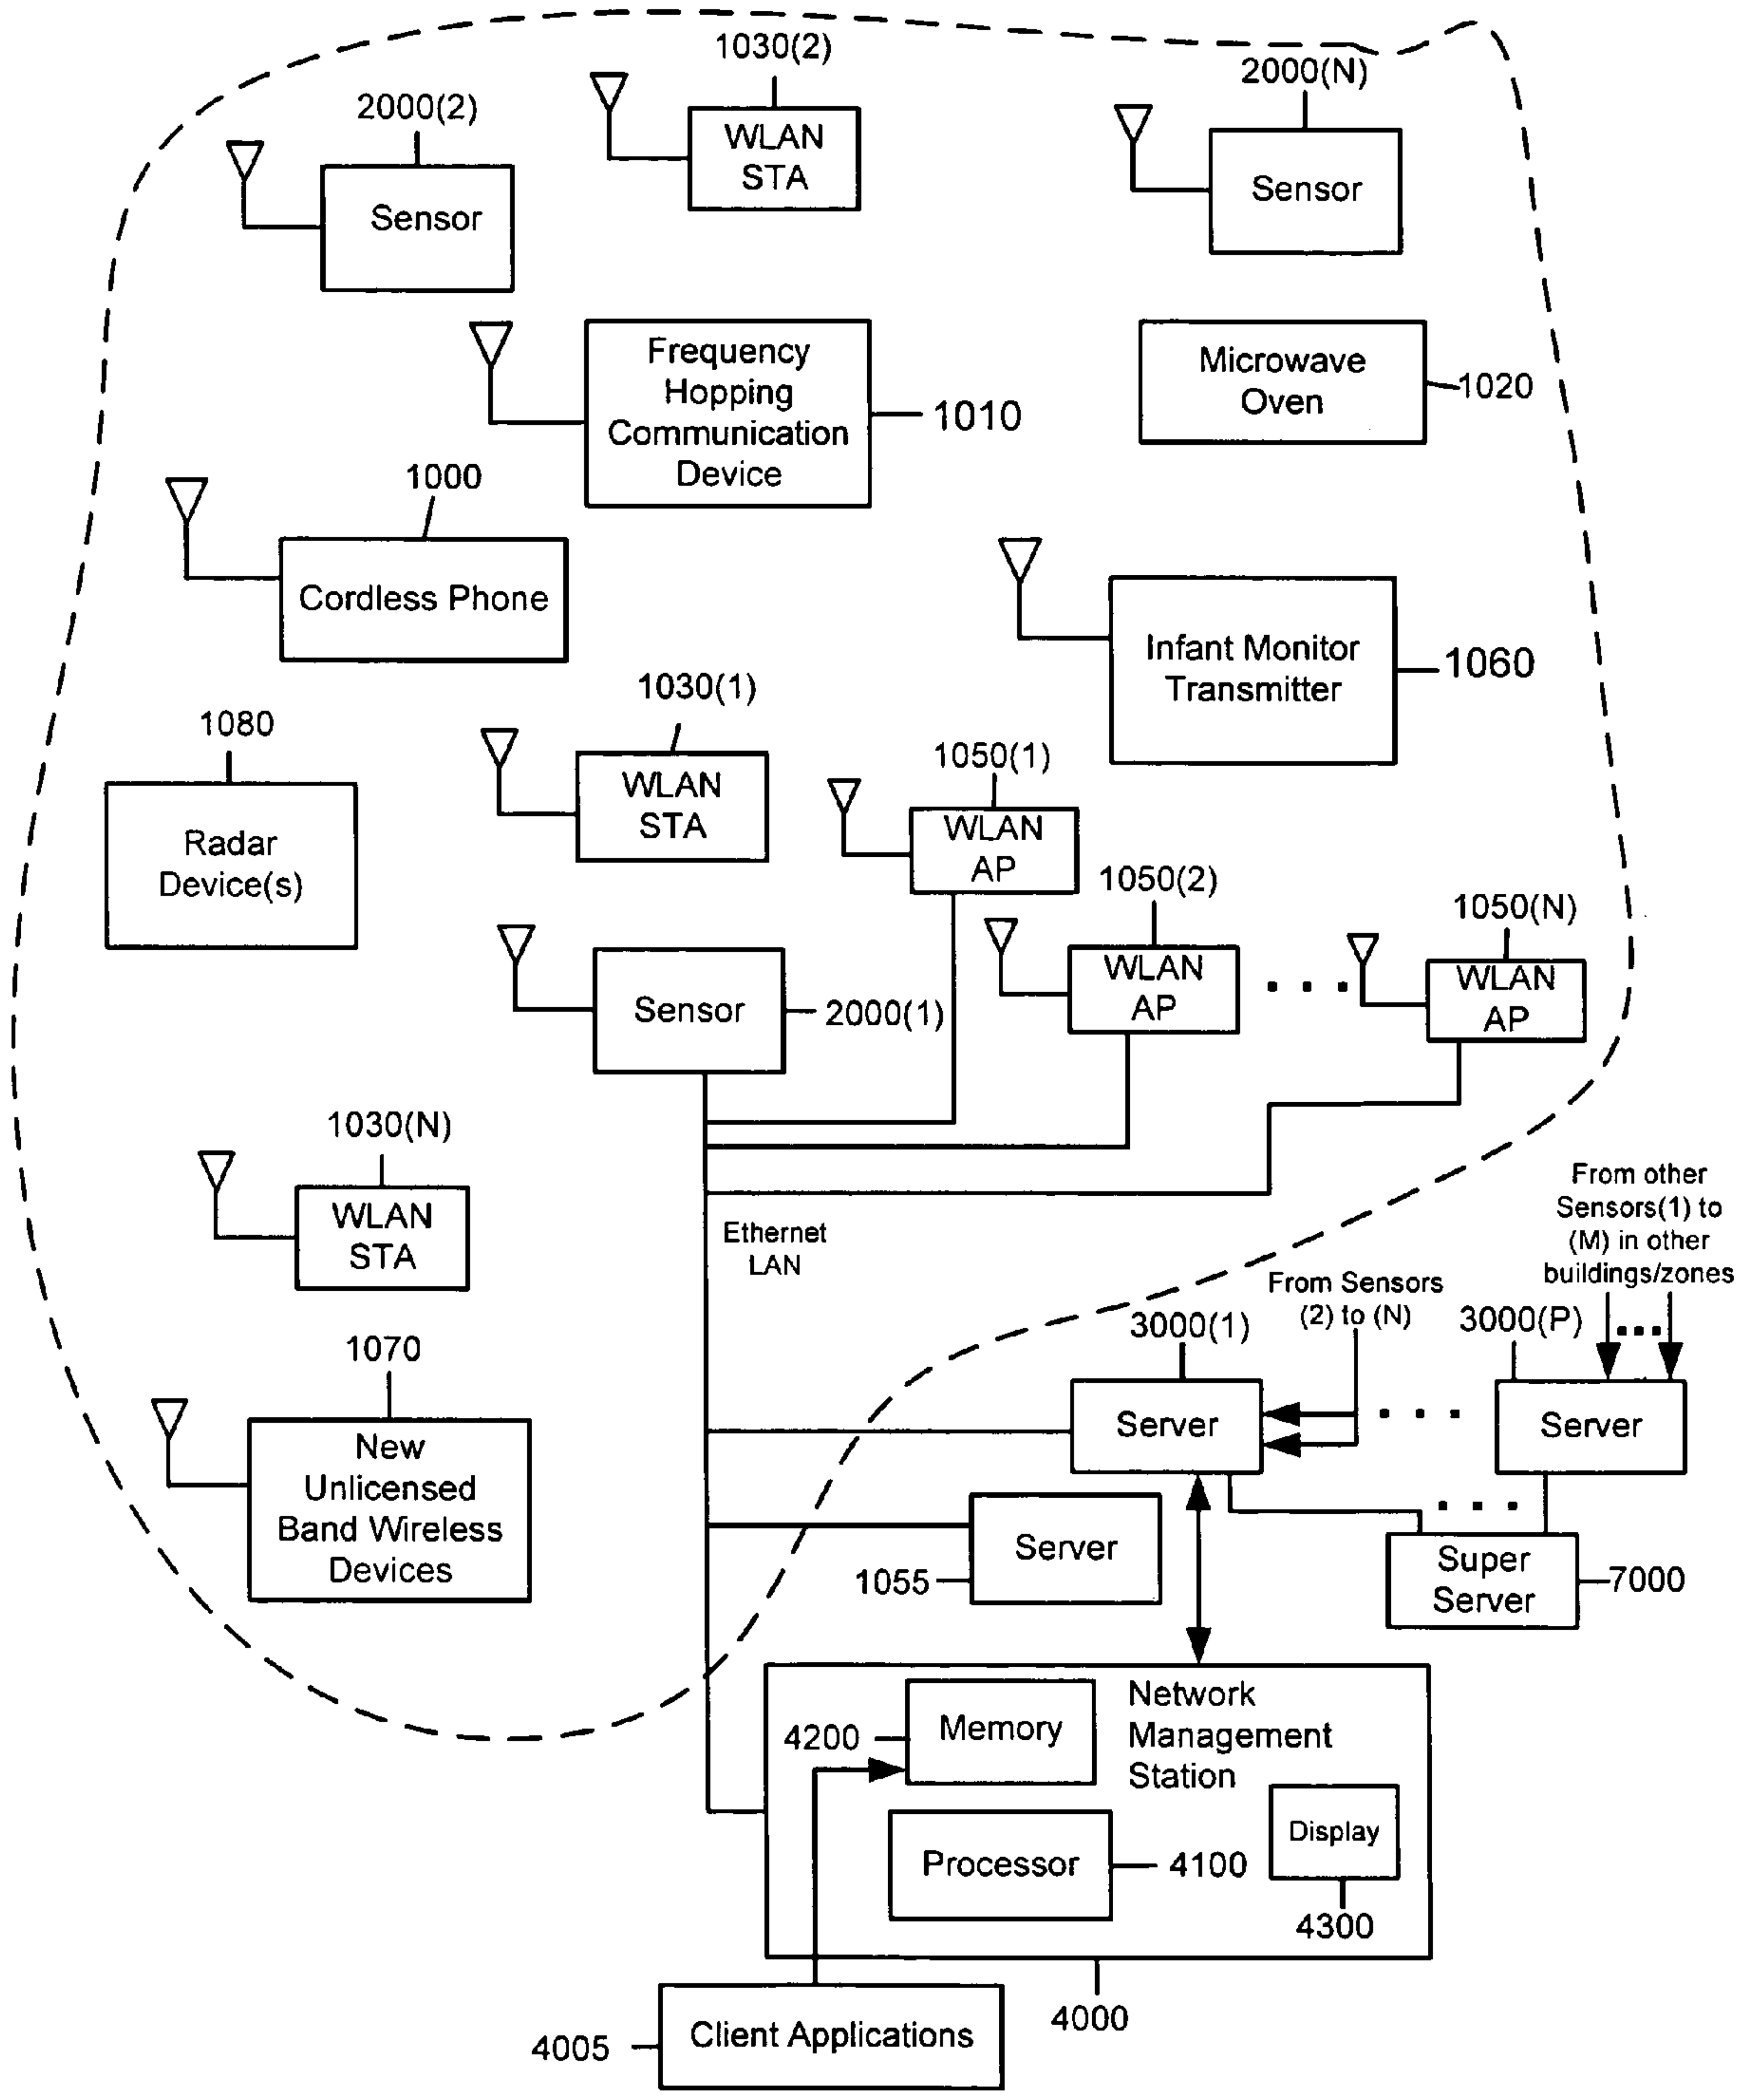 1030(2)
2000(N)
2000(2)
WLAN
STA
Sensor
Sensor
Frequency
Hopping
Communication
Device
1010
Microwave
Oven
1020
1000
Cordless Phone
Infant Monitor
Transmitter
1060
1030(1)
1080
WLAN
STA
1050(1)
Radar
Device(s)
WLAN
AP
1050(2)
1050(N)
WLAN
AP
. . .
WLAN
AP
Sensor
2000(1)
1030(N)
WLAN
STA
Ethernet
LAN
From other
Sensors(1) to
(M) in other
buildings/zones
From Sensors
(2) to (N)
3000(1)
3000(P)
...
1070
Server
. . .
Server
New
Unlicensed
Band Wireless
Devices
. . .
Server
1055
Super
Server
7000
Network
Management
Station
Memory
4200
Display
Processor
4100
4300
4000
Client Applications
4005